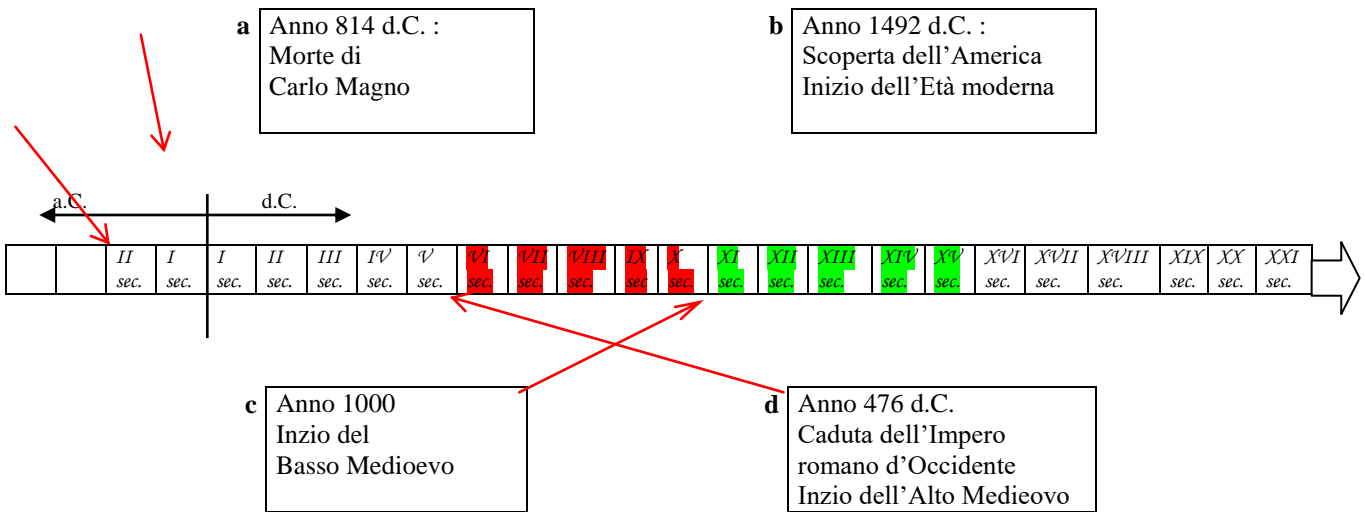 a Anno 814 d.C. :
Morte di
Carlo Magno
b Anno 1492 d.C. :
Scoperta dell’America
Inizio dell’Età moderna
a.C. d.C.
II I I II III IV V VI VII VIII IX X XI XII XIII XIV XV XVI XVII XVIII XIX XX XXI
sec. sec. sec. sec. sec. sec. sec. sec. sec. sec. sec sec. sec. sec. sec. sec. sec. sec. sec. sec. sec. sec. sec.
c Anno 1000
Inzio del
Basso Medioevo
d Anno 476 d.C.
Caduta dell’Impero
romano d’Occidente
Inzio dell’Alto Medieovo